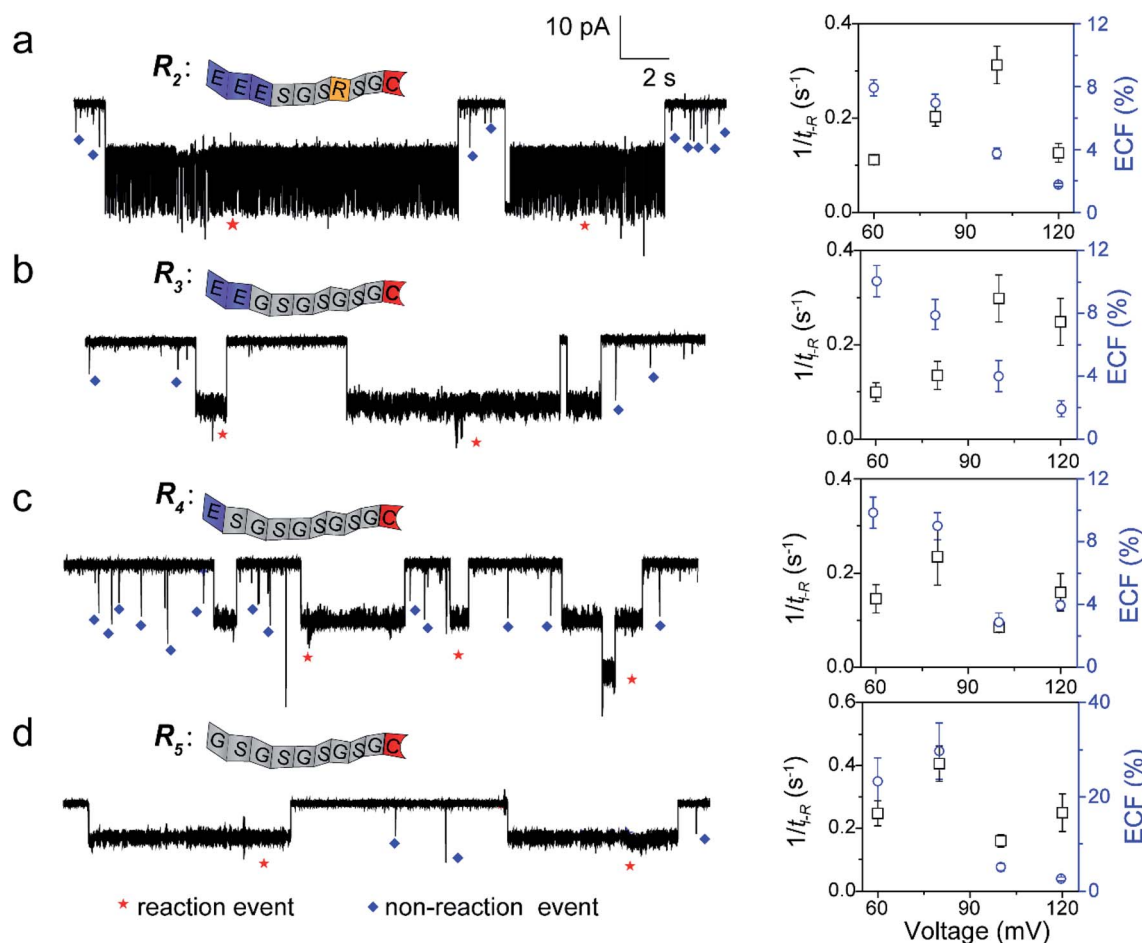 a
R2:
E E E S G S R S G C
10 pA
2 s
1/tI-R (s-1)
0.4
0.2
0.0
60
90
120
12
8
4
0
ECF (%)
b
R3:
E E G S G S G S G C
1/tI-R (s-1)
0.4
0.2
0.0
60
90
120
12
8
4
0
ECF (%)
c
R4:
E S G S G S G S G C
1/tI-R (s-1)
0.4
0.2
0.0
60
90
120
12
8
4
0
ECF (%)
d
R5:
G S G S G S G S G C
1/tI-R (s-1)
0.6
0.4
0.2
0.0
60
90
120
40
20
0
ECF (%)
Voltage (mV)
reaction event
non-reaction event